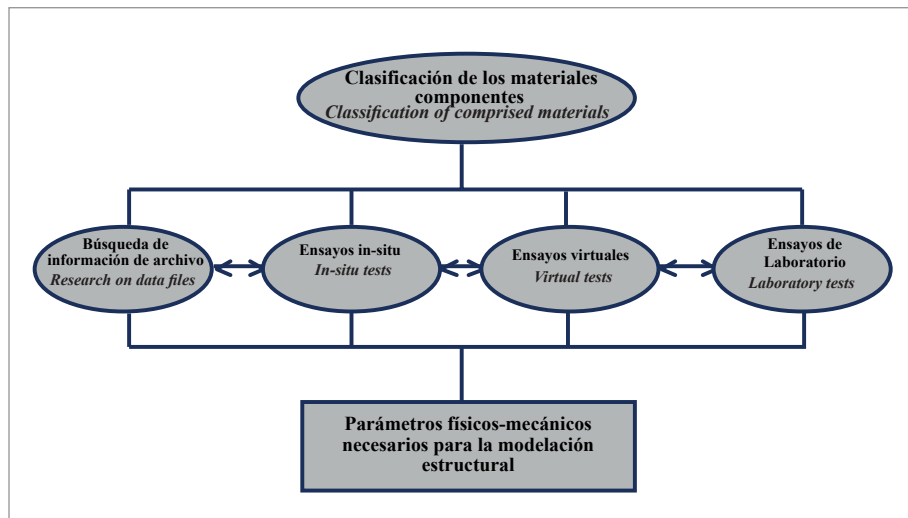 Clasificación de los materiales
componentes
Classification of comprised materials
Búsqueda de
información de archivo
Research on data files
Ensayos in-situ
In-situ tests
Ensayos virtuales
Virtual tests
Ensayos de
Laboratorio
Laboratory tests
Parámetros físicos-mecánicos
necesarios para la modelación
estructural